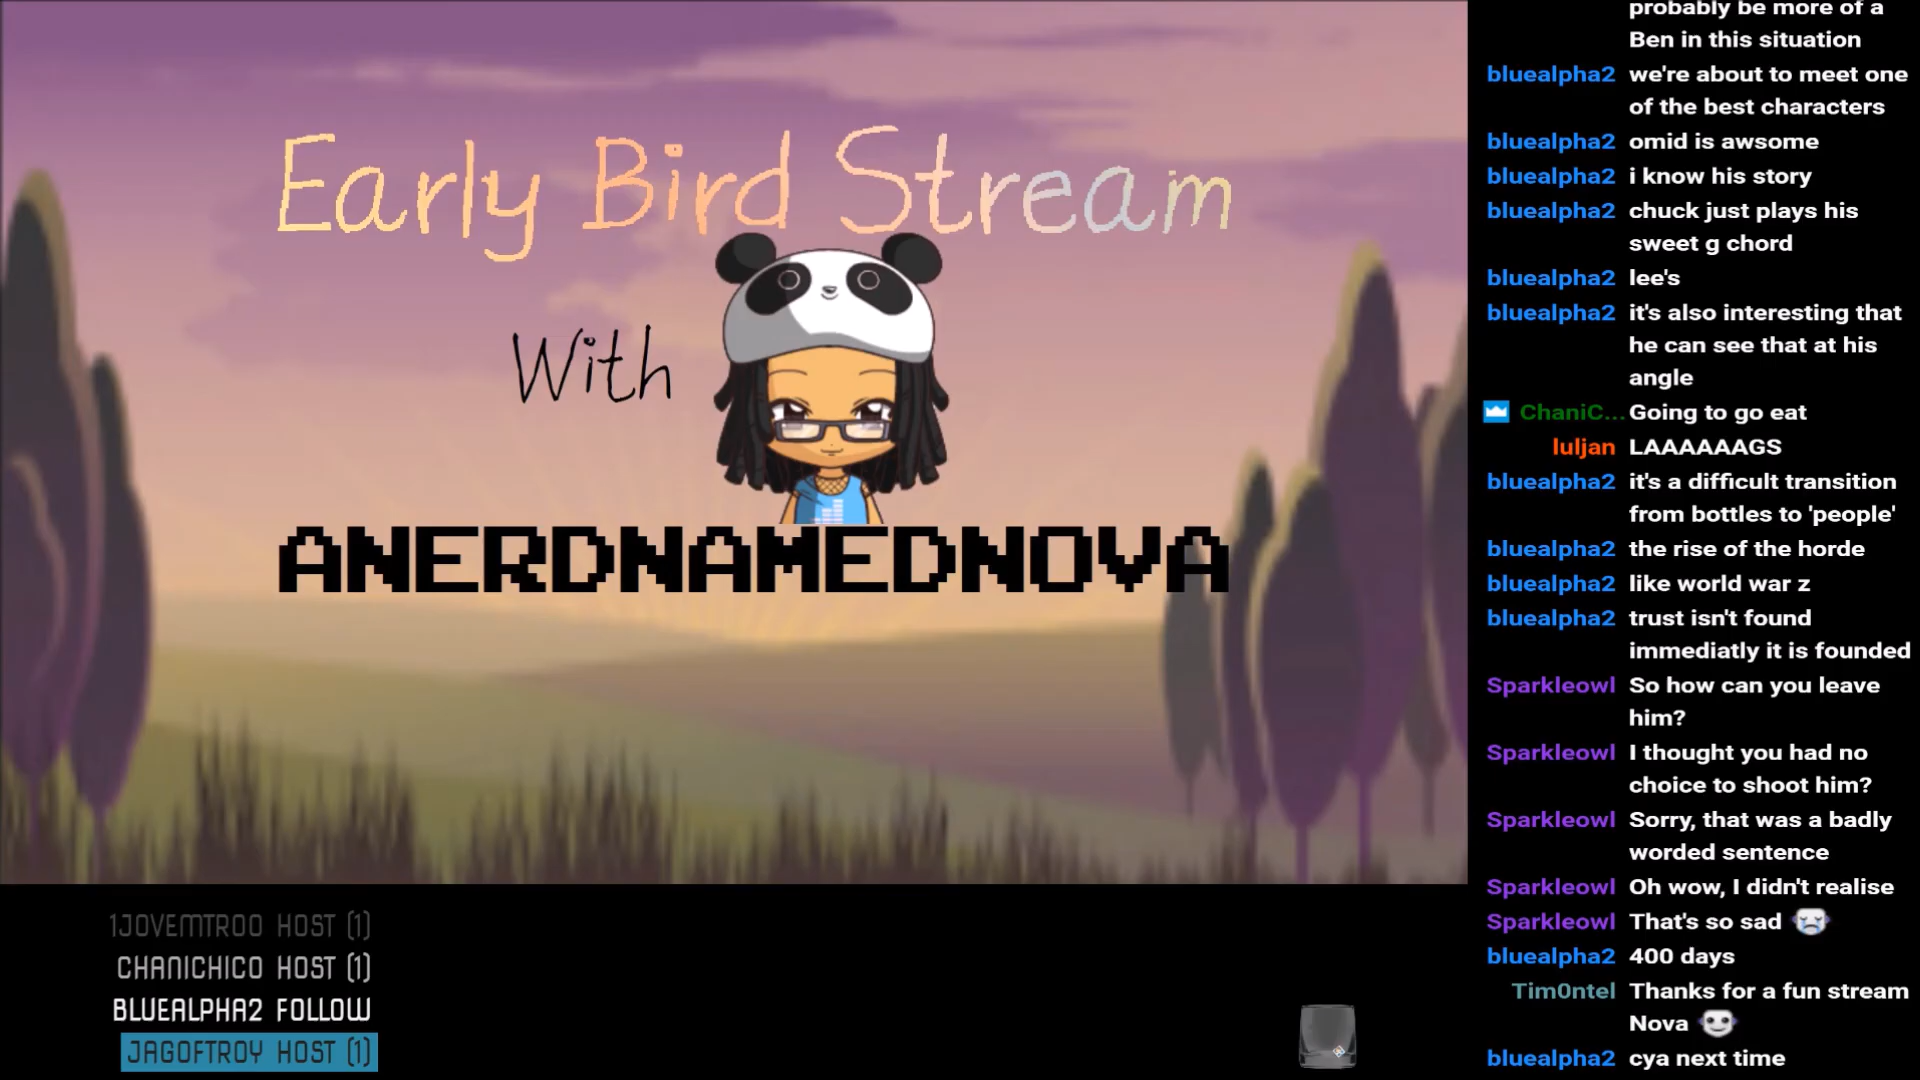 Early Bird Stream
With
ANERDNAMEDNOVA
1JOVEMTROO HOST (1)
CHANICHICO HOST (1)
BLUEALPHA2 FOLLOW
JAGOFTROY HOST (1)
probably be more of a
Ben in this situation
bluealpha2 we're about to meet one
of the best characters
bluealpha2 omid is awsome
bluealpha2 i know his story
bluealpha2 chuck just plays his
sweet g chord
bluealpha2 lee's
bluealpha2 it's also interesting that
he can see that at his
angle
ChaniC... Going to go eat
luljan LAAAAAAGS
bluealpha2 it's a difficult transition
from bottles to 'people'
bluealpha2 the rise of the horde
bluealpha2 like world war z
bluealpha2 trust isn't found
immediatly it is founded
Sparkleowl So how can you leave
him?
Sparkleowl I thought you had no
choice to shoot him?
Sparkleowl Sorry, that was a badly
worded sentence
Sparkleowl Oh wow, I didn't realise
Sparkleowl That's so sad
bluealpha2 400 days
Tim0ntel Thanks for a fun stream
Nova
bluealpha2 cya next time